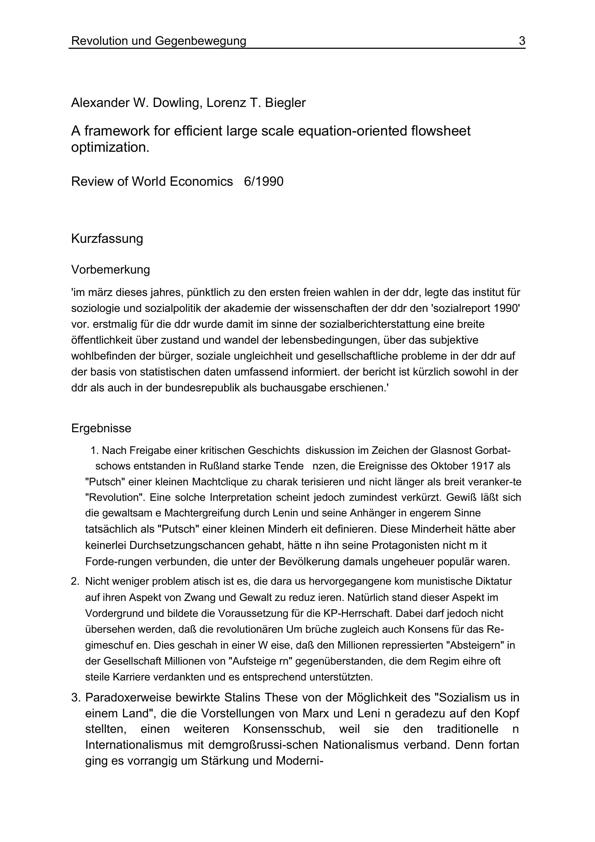 Revolution und Gegenbewegung 3
Alexander W. Dowling, Lorenz T. Biegler
A framework for efficient large scale equation-oriented flowsheet
optimization.
Review of World Economics 6/1990
Kurzfassung
Vorbemerkung
'im märz dieses jahres, pünktlich zu den ersten freien wahlen in der ddr, legte das institut für
soziologie und sozialpolitik der akademie der wissenschaften der ddr den 'sozialreport 1990'
vor. erstmalig für die ddr wurde damit im sinne der sozialberichterstattung eine breite
öffentlichkeit über zustand und wandel der lebensbedingungen, über das subjektive
wohlbefinden der bürger, soziale ungleichheit und gesellschaftliche probleme in der ddr auf
der basis von statistischen daten umfassend informiert. der bericht ist kürzlich sowohl in der
ddr als auch in der bundesrepublik als buchausgabe erschienen.'
Ergebnisse
1. Nach Freigabe einer kritischen Geschichts diskussion im Zeichen der Glasnost Gorbat-
schows entstanden in Rußland starke Tende nzen, die Ereignisse des Oktober 1917 als
"Putsch" einer kleinen Machtclique zu charak terisieren und nicht länger als breit veranker-te
"Revolution". Eine solche Interpretation scheint jedoch zumindest verkürzt. Gewiß läßt sich
die gewaltsam e Machtergreifung durch Lenin und seine Anhänger in engerem Sinne
tatsächlich als "Putsch" einer kleinen Minderh eit definieren. Diese Minderheit hätte aber
keinerlei Durchsetzungschancen gehabt, hätte n ihn seine Protagonisten nicht m it
Forde-rungen verbunden, die unter der Bevölkerung damals ungeheuer populär waren.
2. Nicht weniger problem atisch ist es, die dara us hervorgegangene kom munistische Diktatur
auf ihren Aspekt von Zwang und Gewalt zu reduz ieren. Natürlich stand dieser Aspekt im
Vordergrund und bildete die Voraussetzung für die KP-Herrschaft. Dabei darf jedoch nicht
übersehen werden, daß die revolutionären Um brüche zugleich auch Konsens für das Re-
gimeschuf en. Dies geschah in einer W eise, daß den Millionen repressierten "Absteigern" in
der Gesellschaft Millionen von "Aufsteige rn" gegenüberstanden, die dem Regim eihre oft
steile Karriere verdankten und es entsprechend unterstützten.
3. Paradoxerweise bewirkte Stalins These von der Möglichkeit des "Sozialism us in
einem Land", die die Vorstellungen von Marx und Leni n geradezu auf den Kopf
stellten, einen weiteren Konsensschub, weil sie den traditionelle n
Internationalismus mit demgroßrussi-schen Nationalismus verband. Denn fortan
ging es vorrangig um Stärkung und Moderni-